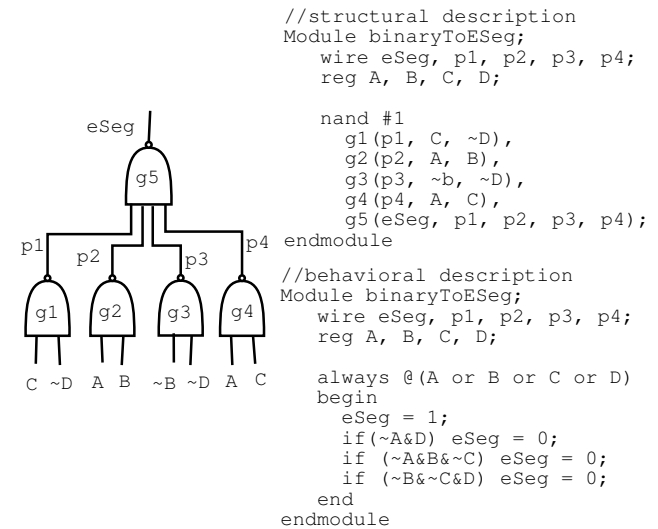 //structural description
Module binaryToESeg;
wire eSeg, p1, p2, p3, p4;
reg A, B, C, D;
nand #1
g1(p1, C, ~D),
g2(p2, A, B),
g3(p3, ~b, ~D),
g4(p4, A, C),
g5(eSeg, p1, p2, p3, p4);
endmodule
//behavioral description
Module binaryToESeg;
wire eSeg, p1, p2, p3, p4;
reg A, B, C, D;
always @(A or B or C or D)
begin
eSeg = 1;
if(~A&D) eSeg = 0;
if (~A&B&~C) eSeg = 0;
if (~B&~C&D) eSeg = 0;
end
endmodule
eSeg
g5
p1 p2 p3 p4
g1 g2 g3 g4
C ~D A B ~B ~D A C